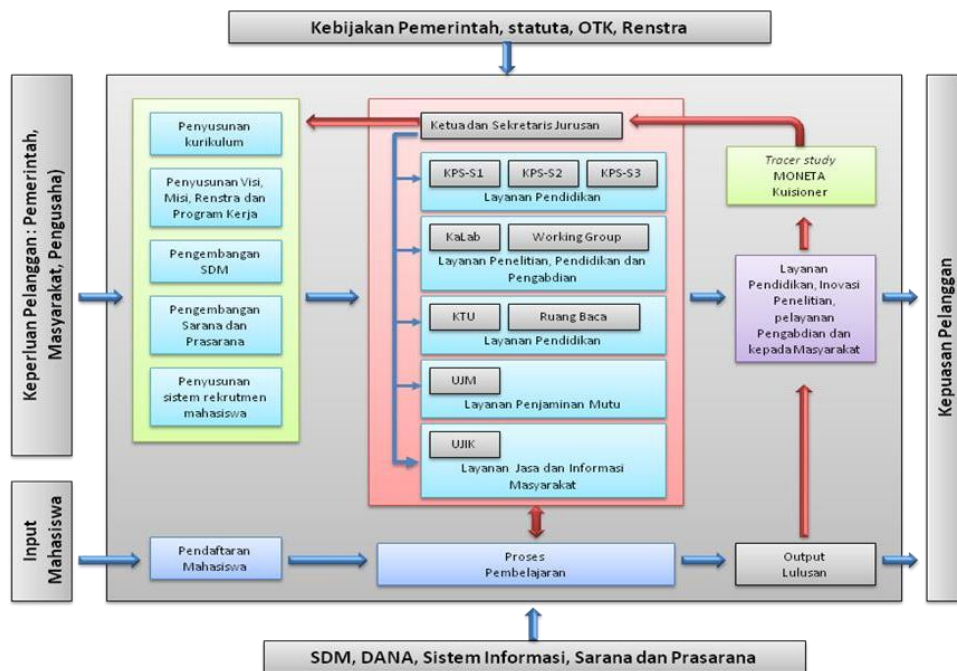 Kebijakan Pemerintah, statuta, OTK, Renstra
Keperluan Pelanggan : Pemerintah,
Masyarakat, Pengusaha)
Penyusunan
kurikulum
Penyusunan Visi,
Misi, Renstra dan
Program Kerja
Pengembangan
SDM
Pengembangan
Sarana dan
Prasarana
Penyusunan
sistem rekrutmen
mahasiswa
Ketua dan Sekretaris Jurusan
KPS-S1
KPS-S2
KPS-S3
Layanan Pendidikan
KaLab
Working Group
Layanan Penelitian, Pendidikan dan
Pengabdian
KTU
Ruang Baca
Layanan Pendidikan
UJM
Layanan Penjaminan Mutu
UJIK
Layanan Jasa dan Informasi
Masyarakat
Tracer study
MONETA
Kuisioner
Layanan
Pendidikan, Inovasi
Penelitian,
pelayanan
Pengabdian dan
kepada Masyarakat
Kepuasan Pelanggan
Input
Mahasiswa
Pendaftaran
Mahasiswa
Proses
Pembelajaran
Output
Lulusan
SDM, DANA, Sistem Informasi, Sarana dan Prasarana